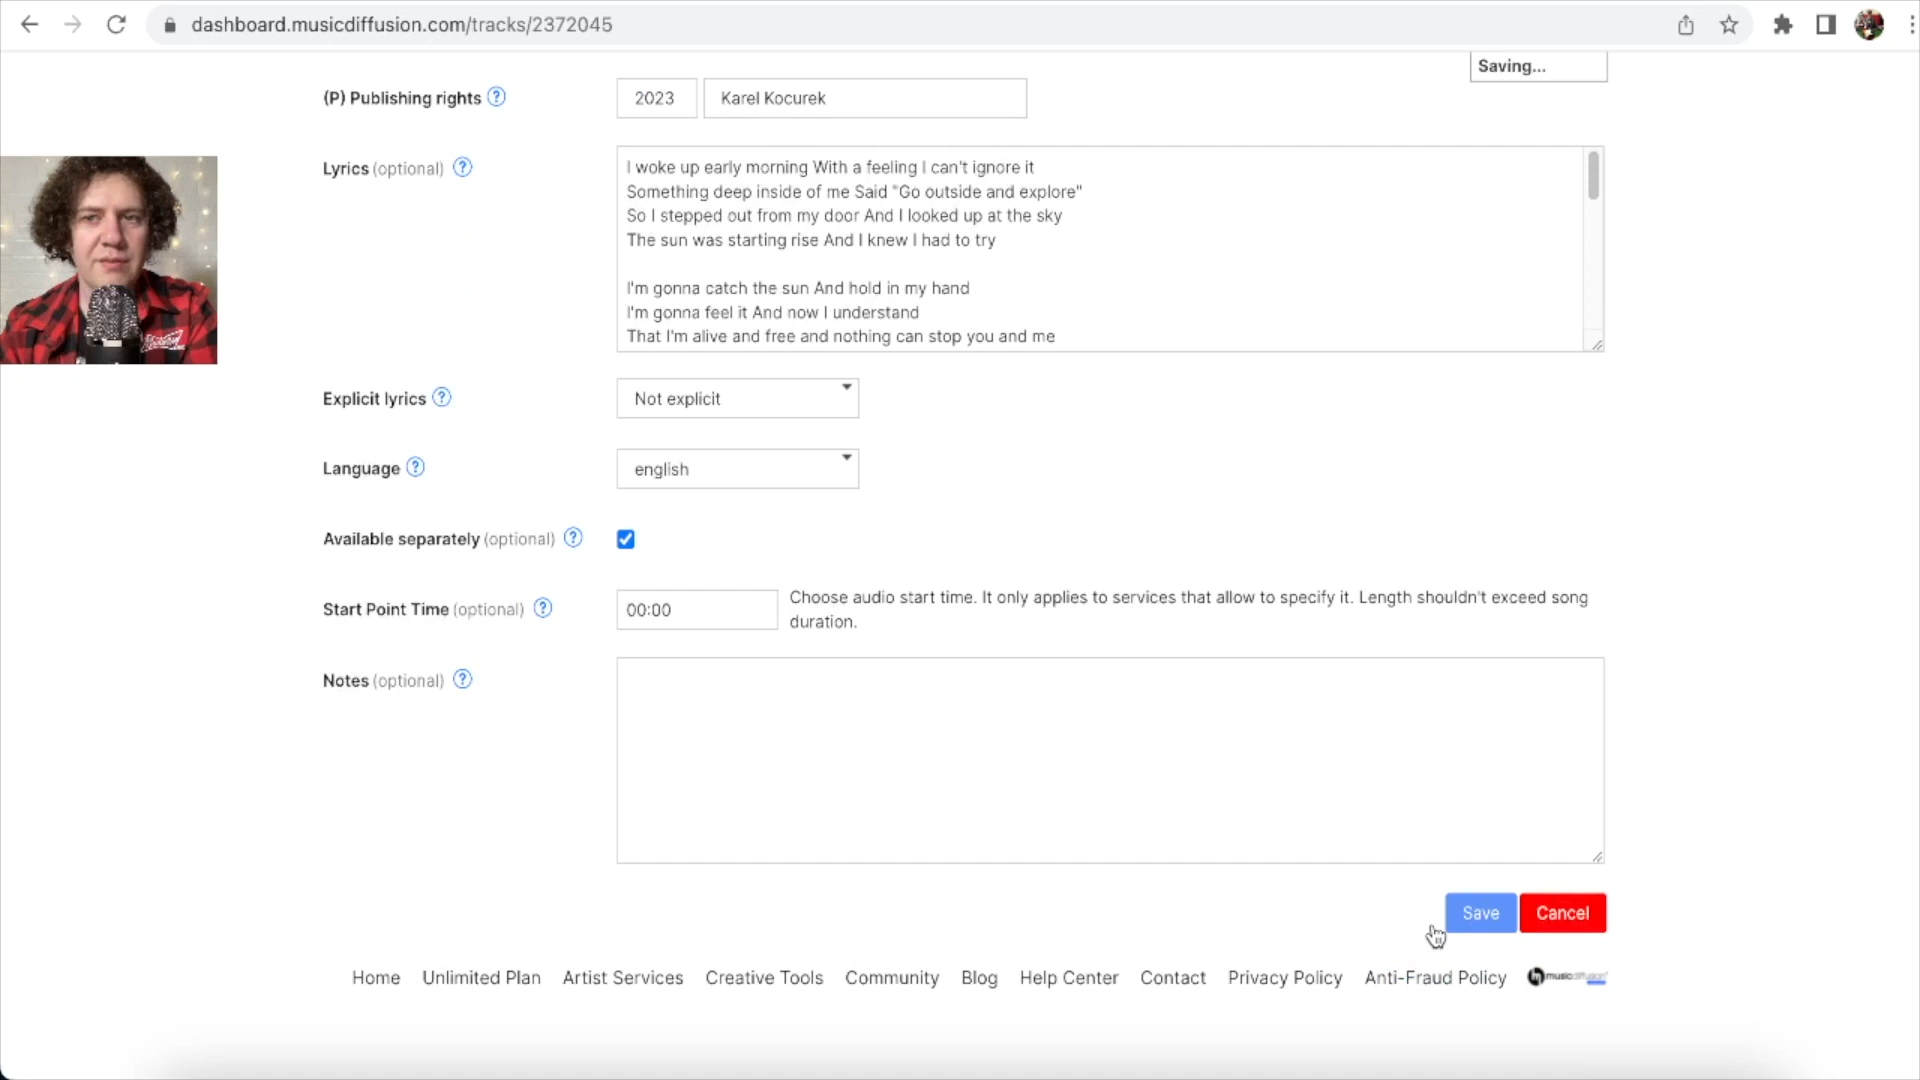 dashboard.musicdiffusion.com/tracks/2372045
Saving...
(P) Publishing rights ?
2023 Karel Kocurek
Lyrics (optional) ?
I woke up early morning With a feeling I can't ignore it
Something deep inside of me Said "Go outside and explore"
So I stepped out from my door And I looked up at the sky
The sun was starting rise And I knew I had to try
I'm gonna catch the sun And hold in my hand
I'm gonna feel it And now I understand
That I'm alive and free and nothing can stop you and me
Explicit lyrics ?
Not explicit
Language ?
english
Available separately (optional) ?
Start Point Time (optional) ?
00:00
Choose audio start time. It only applies to services that allow to specify it. Length shouldn't exceed song
duration.
Notes (optional) ?
Save Cancel
Home Unlimited Plan Artist Services Creative Tools Community Blog Help Center Contact Privacy Policy Anti-Fraud Policy musicdiffusion